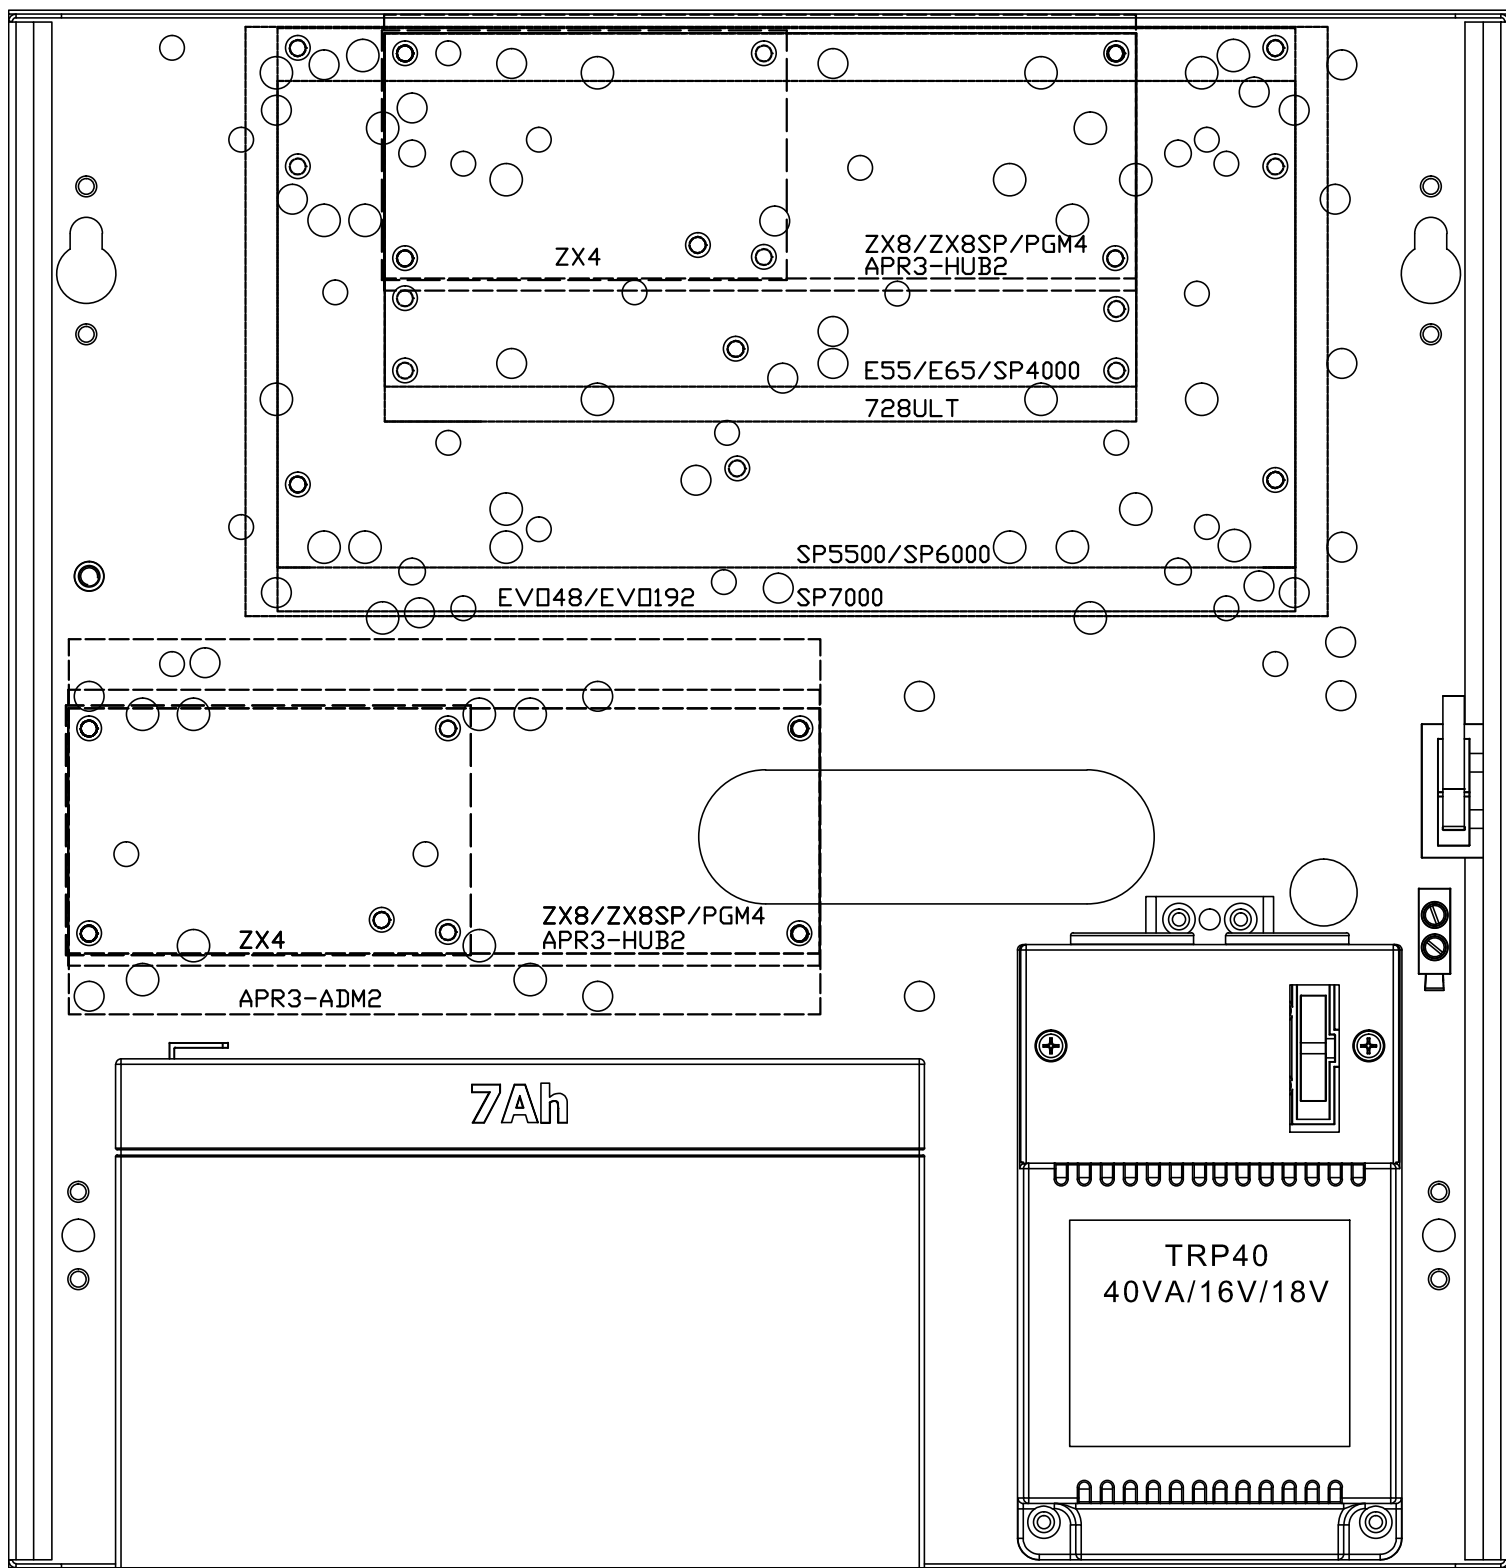 ZX4
ZX8/ZX8SP/PGM4
APR3-HUB2
E55/E65/SP4000
728ULT
SP5500/SP6000
EVO48/EVO192
SP7000
ZX8/ZX8SP/PGM4
APR3-HUB2
ZX4
APR3-ADM2
7Ah
TRP40
40VA/16V/18V